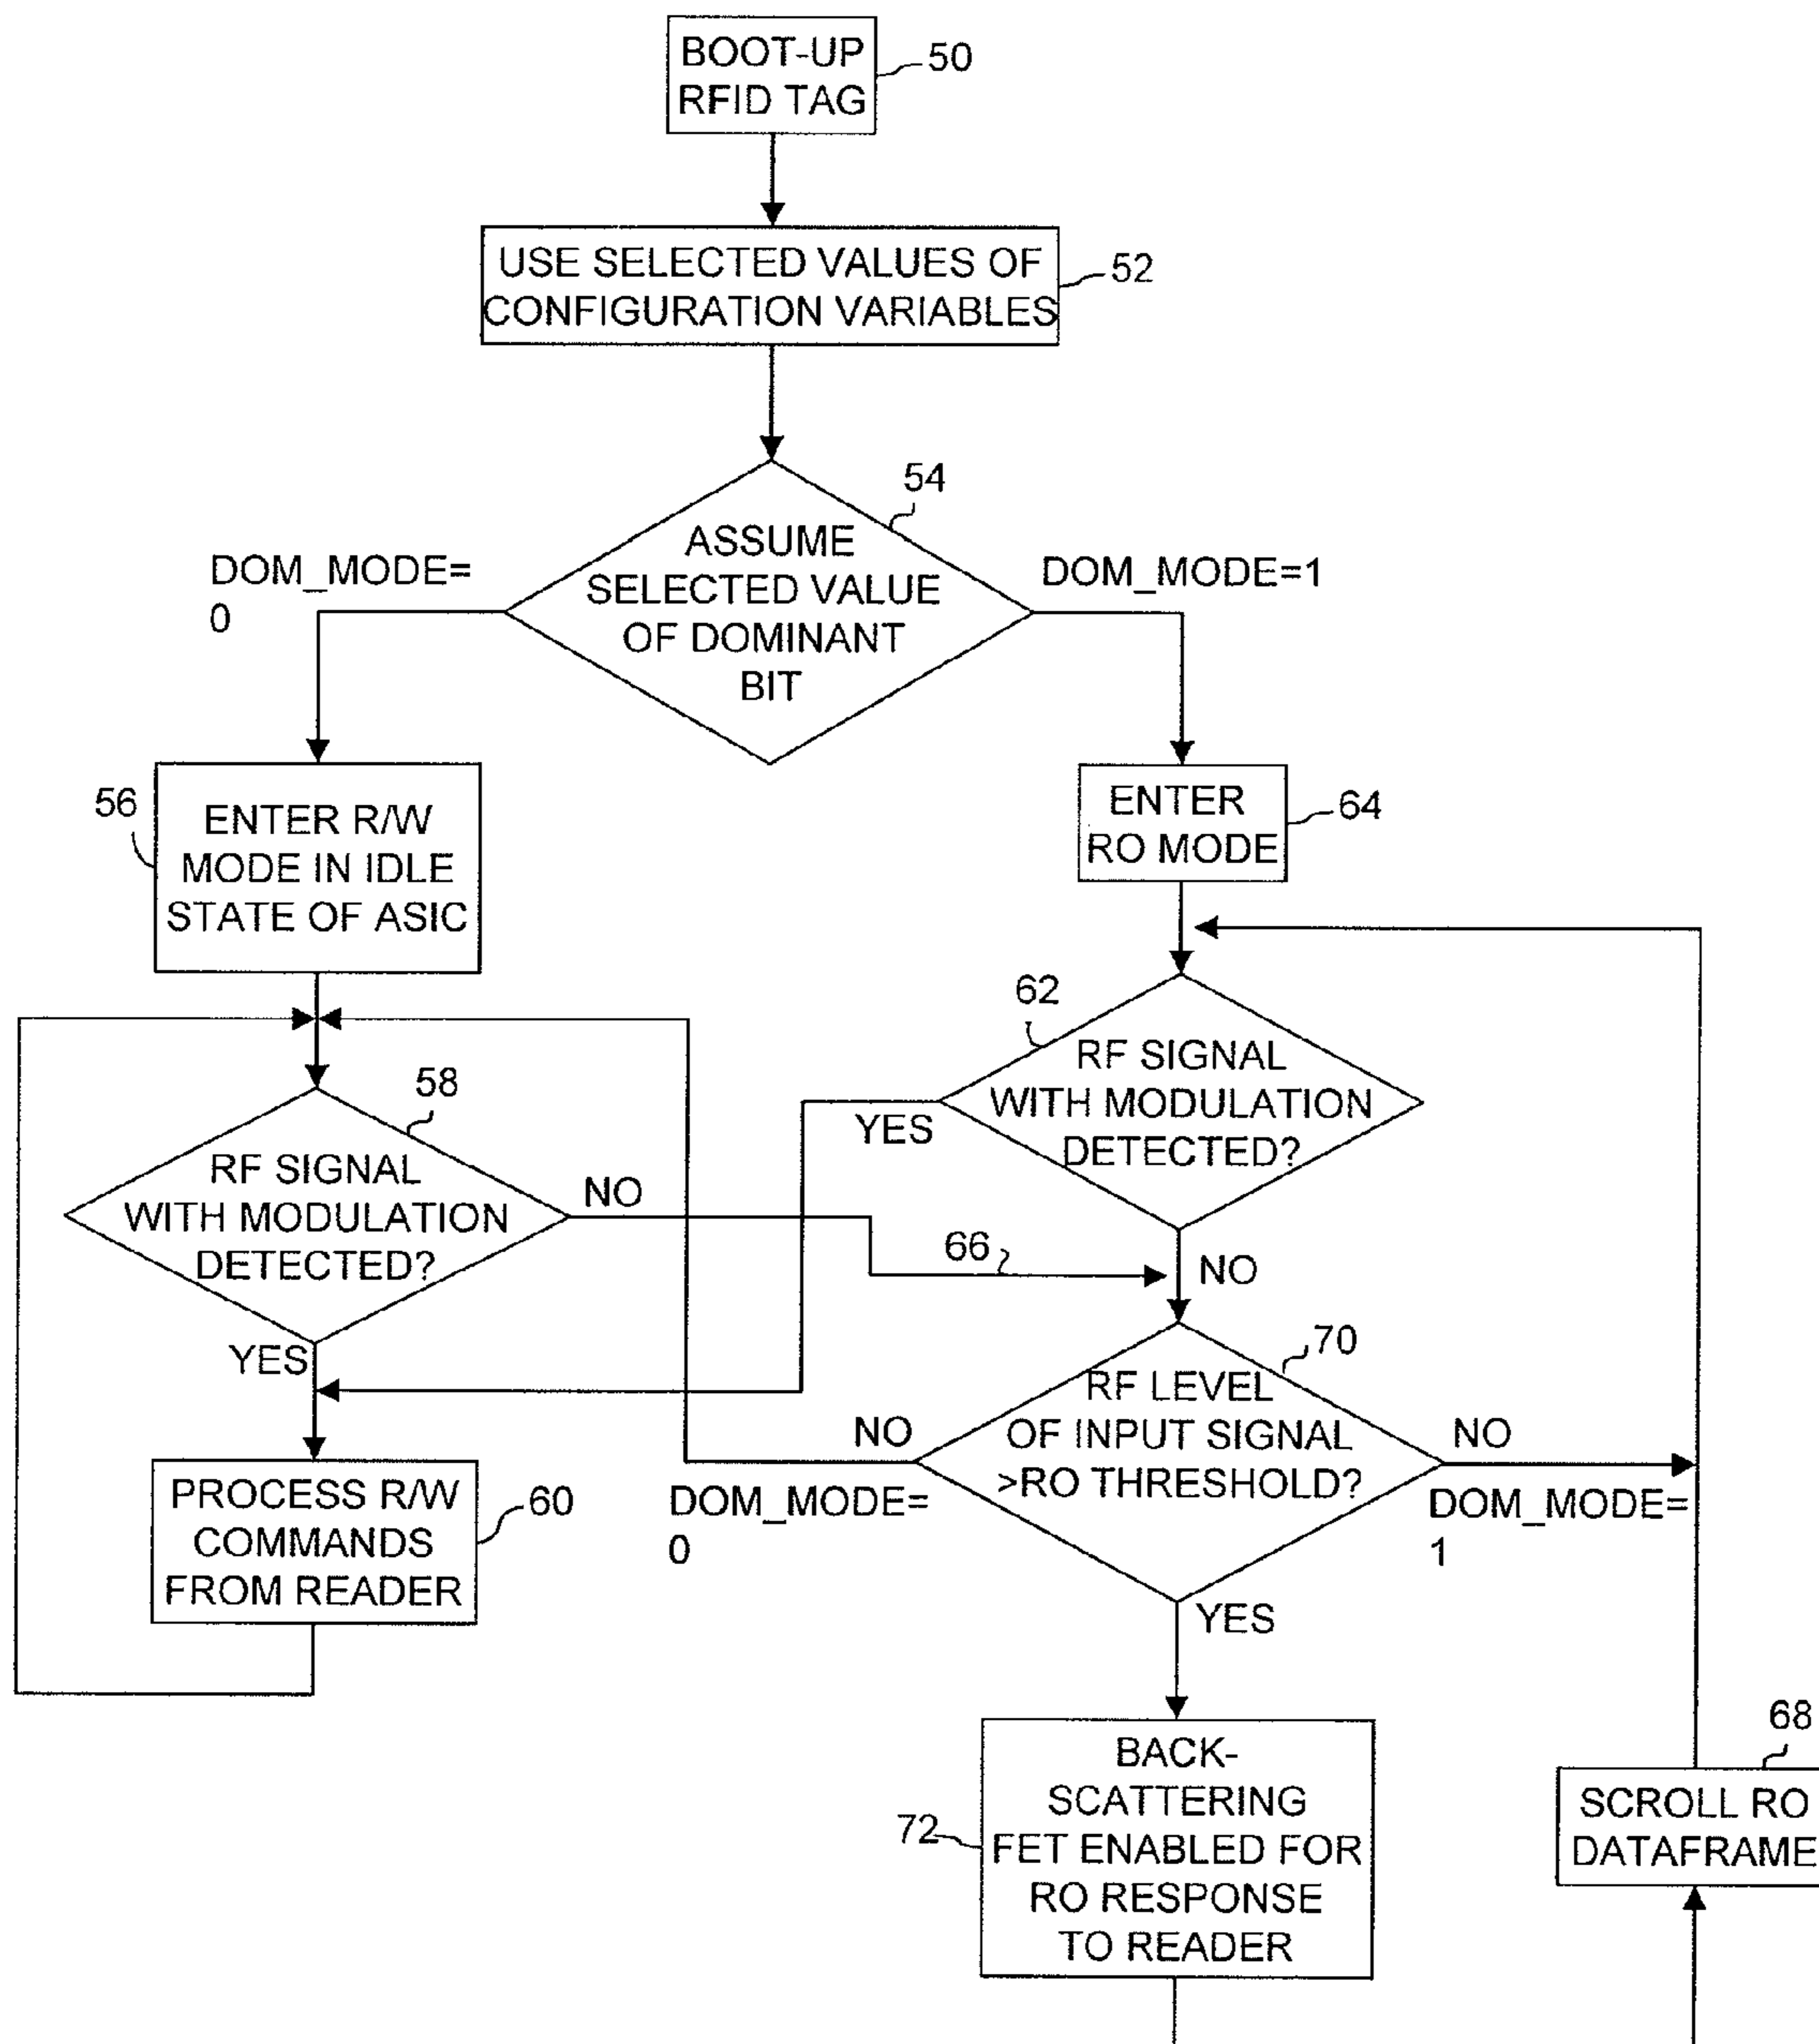 BOOT-UP
RFID TAG
50
USE SELECTED VALUES OF
CONFIGURATION VARIABLES
52
54
ASSUME
SELECTED VALUE
OF DOMINANT
BIT
DOM_MODE=
0
DOM_MODE=1
56
ENTER R/W
MODE IN IDLE
STATE OF ASIC
ENTER
RO MODE
64
62
RF SIGNAL
WITH MODULATION
DETECTED?
YES
NO
58
RF SIGNAL
WITH MODULATION
DETECTED?
NO
YES
66
70
RF LEVEL
OF INPUT SIGNAL
>RO THRESHOLD?
NO
DOM_MODE=
0
NO
DOM_MODE=
1
YES
PROCESS R/W
COMMANDS
FROM READER
60
72
BACK-
SCATTERING
FET ENABLED FOR
RO RESPONSE
TO READER
68
SCROLL RO
DATAFRAME